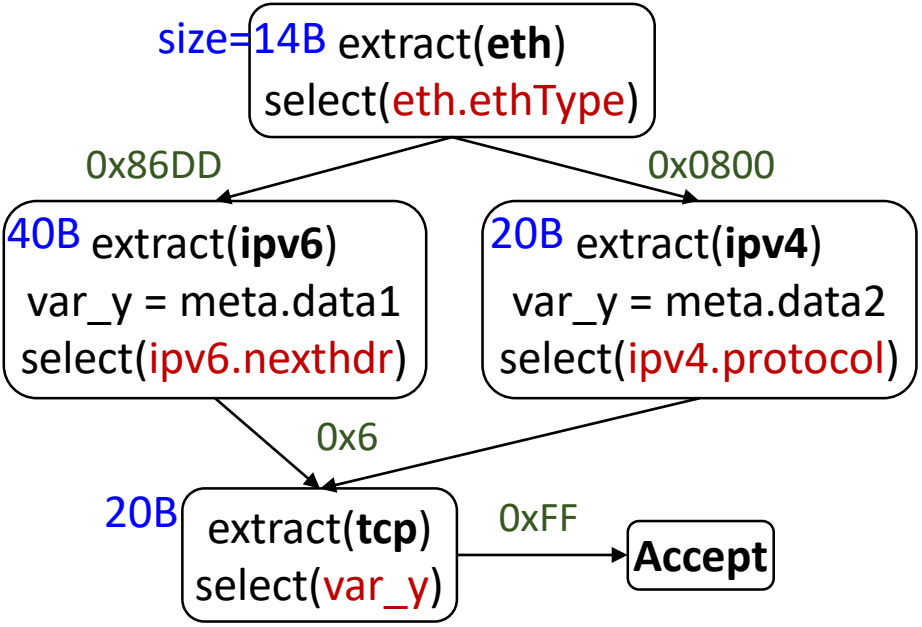 size=14B extract(eth)
select(eth.ethType)
0x86DD
0x0800
40B extract(ipv6)
var_y = meta.data1
select(ipv6.nexthdr)
20B extract(ipv4)
var_y = meta.data2
select(ipv4.protocol)
0x6
20B extract(tcp)
select(var_y)
0xFF
Accept